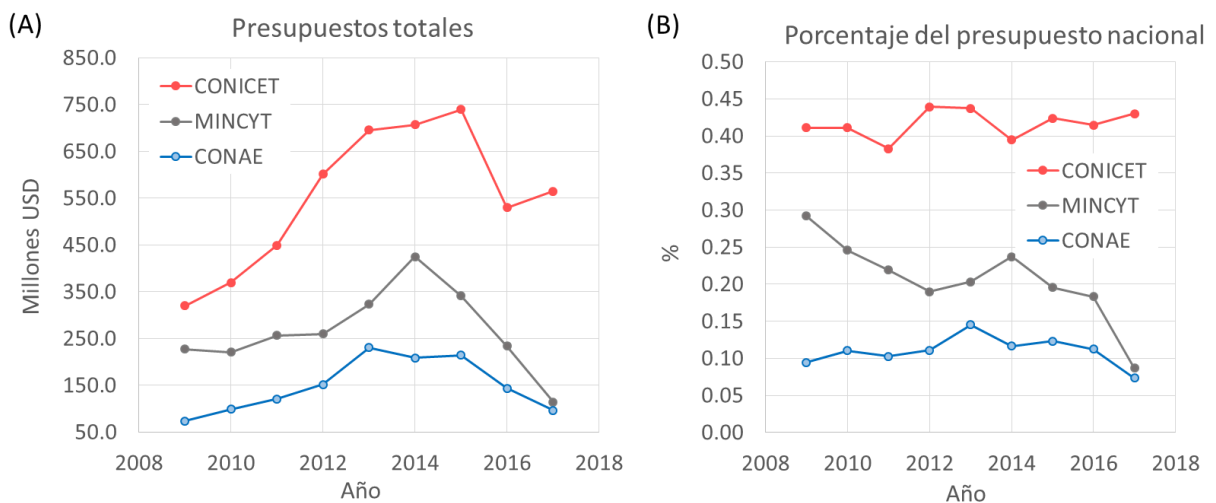 (A)
Presupuestos totales
850.0
750.0
650.0
550.0
450.0
350.0
250.0
150.0
50.0
Millones USD
CONICET
MINCYT
CONAE
2008
2010
2012
2014
2016
2018
Año
(B)
Porcentaje del presupuesto nacional
0.50
0.45
0.40
0.35
0.30
0.25
0.20
0.15
0.10
0.05
0.00
%
CONICET
MINCYT
CONAE
2008
2010
2012
2014
2016
2018
Año